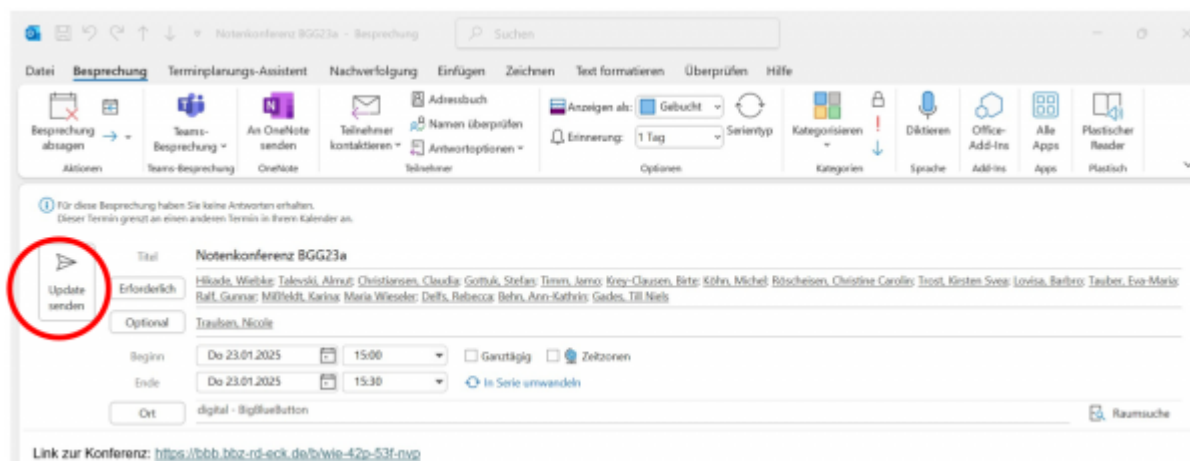 Notenkonferenz BGG23a - Besprechung Suchen
Datei Besprechung Terminplanungs-Assistent Nachverfolgung Einfügen Zeichnen Text formatieren Überprüfen Hilfe
Besprechung absagen
Teams-Besprechung
An OneNote senden
Teilnehmer kontaktieren
Adressbuch
Namen überprüfen
Antwortoptionen
Anzeigen als: Gebucht
Erinnerung: 1 Tag
Serientyp
Kategorisieren
Diktieren
Office-Add-Ins
Alle Apps
Plastischer Reader
Aktionen Teams-Besprechung OneNote Teilnehmer Optionen Kategorien Sprache Add-Ins Apps Plastisch
Für diese Besprechung haben Sie keine Antworten erhalten.
Dieser Termin grenzt an einen anderen Termin in Ihrem Kalender an.
Update senden
Titel Notenkonferenz BGG23a
Erforderlich Hikade, Wiebke; Talevski, Almut; Christiansen, Claudia; Gottuk, Stefan; Timm, Jarno; Krey-Clausen, Birte; Köhn, Michel; Röscheisen, Christine Carolin; Trost, Kirsten Svea; Lovisa, Barbro; Tauber, Eva-Maria;
Ralf, Gunnar; Mißfeldt, Karina; Maria Wieseler; Delfs, Rebecca; Behn, Ann-Kathrin; Gades, Till Niels
Optional Traulsen, Nicole
Beginn Do 23.01.2025 15:00 Ganztägig Zeitzonen
Ende Do 23.01.2025 15:30 In Serie umwandeln
Ort digital - BigBlueButton Raumsuche
Link zur Konferenz: https://bbb.bbz-rd-eck.de/b/wie-42p-53f-nvp